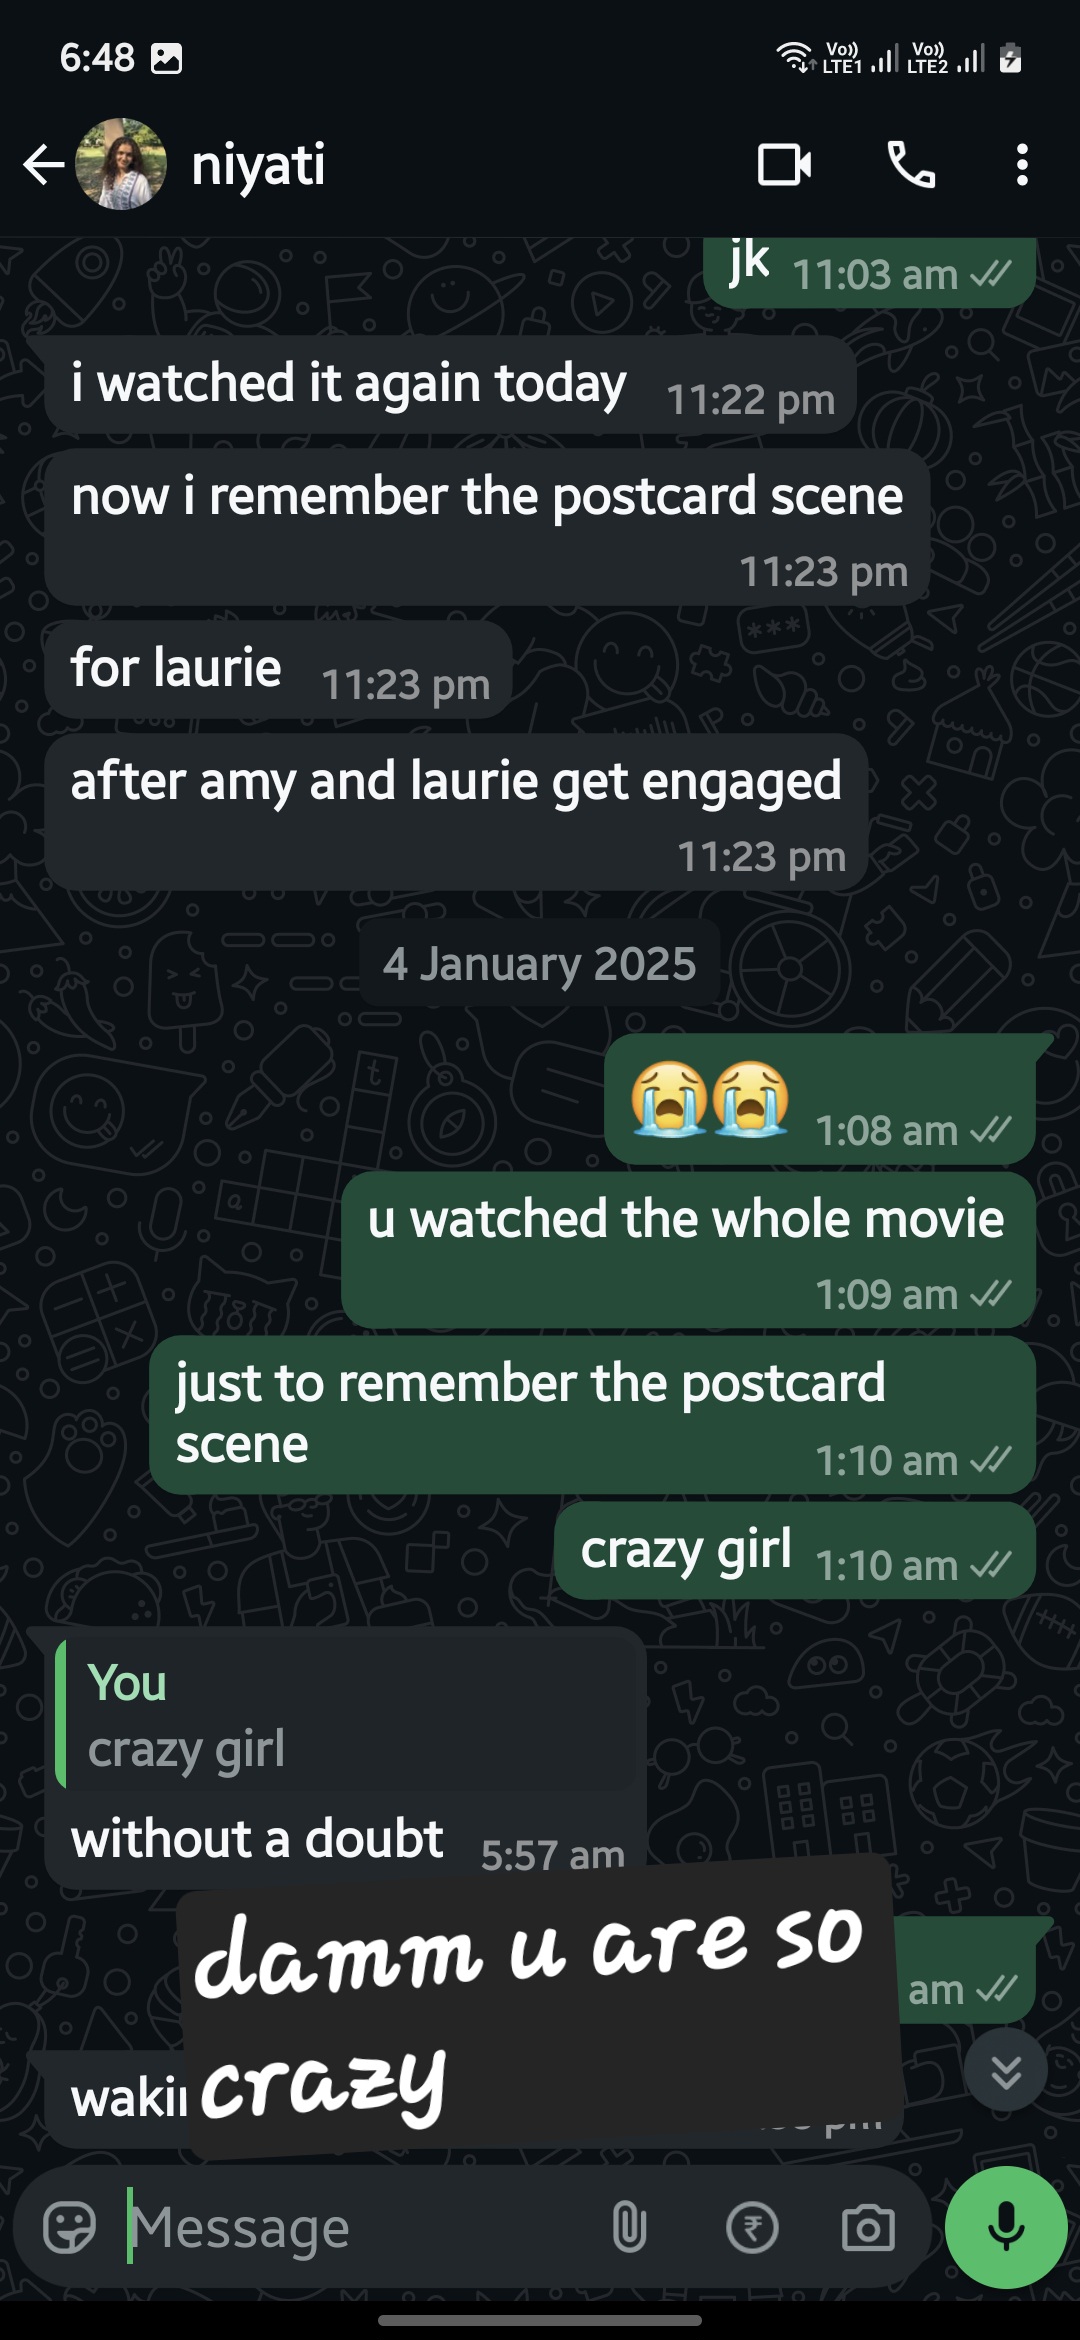 6:48
Vo)) LTE1 Vo)) LTE2
niyati
jk 11:03 am
i watched it again today 11:22 pm
now i remember the postcard scene
11:23 pm
for laurie 11:23 pm
after amy and laurie get engaged
11:23 pm
4 January 2025
😭😭 1:08 am
u watched the whole movie
1:09 am
just to remember the postcard
scene 1:10 am
crazy girl 1:10 am
You
crazy girl
without a doubt 5:57 am
damm u are so
am
crazy
pm
Message